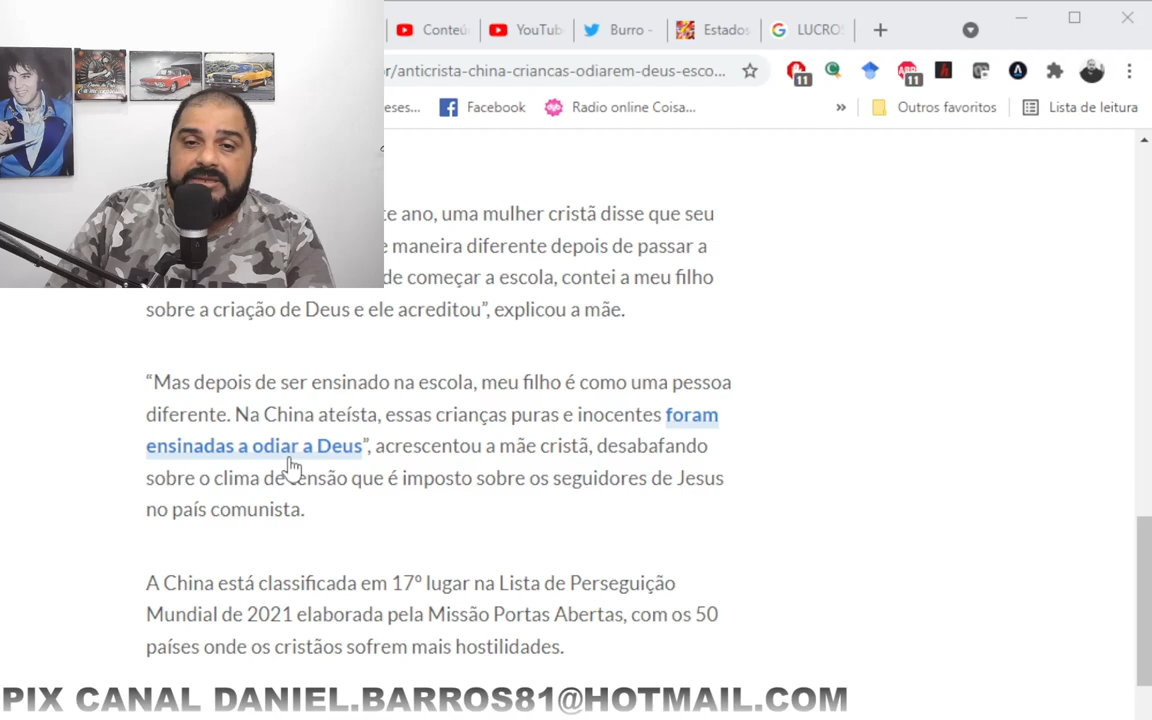 Conteú
YouTub
Burro -
Estados
LUCRO
r/anticrista-china-criancas-odiarem-deus-esco...
11
11
eses...
Facebook
Radio online Coisa...
»
Outros favoritos
Lista de leitura
te ano, uma mulher cristã disse que seu
e maneira diferente depois de passar a
de começar a escola, contei a meu filho
sobre a criação de Deus e ele acreditou”, explicou a mãe.
“Mas depois de ser ensinado na escola, meu filho é como uma pessoa
diferente. Na China ateísta, essas crianças puras e inocentes foram
ensinadas a odiar a Deus”, acrescentou a mãe cristã, desabafando
sobre o clima de tensão que é imposto sobre os seguidores de Jesus
no país comunista.
A China está classificada em 17º lugar na Lista de Perseguição
Mundial de 2021 elaborada pela Missão Portas Abertas, com os 50
países onde os cristãos sofrem mais hostilidades.
PIX CANAL DANIEL.BARROS81@HOTMAIL.COM